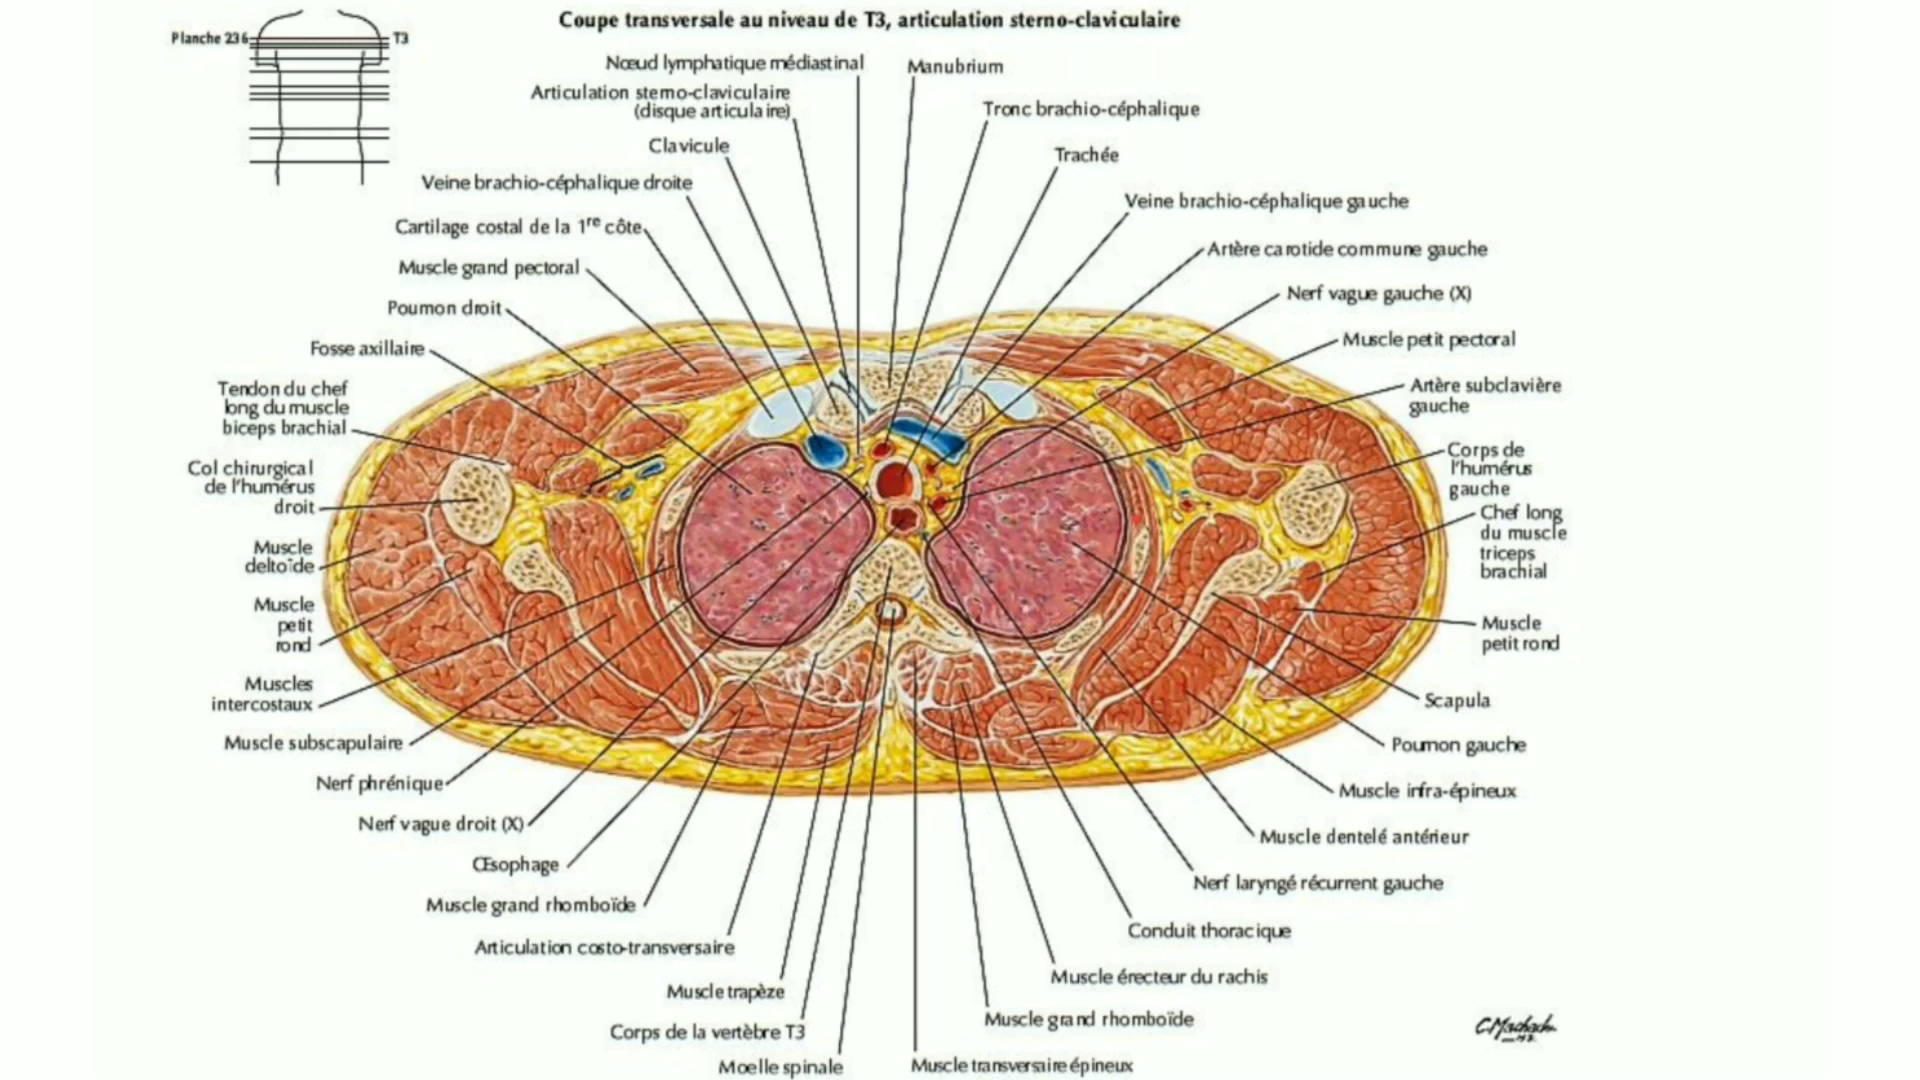 Coupe transversale au niveau de T3, articulation sterno-claviculaire
Planche 236
T3
Nœud lymphatique médiastinal
Articulation sterno-claviculaire
(disque articulaire)
Clavicule
Veine brachio-céphalique droite
Cartilage costal de la 1re côte
Muscle grand pectoral
Poumon droit
Fosse axillaire
Tendon du chef
long du muscle
biceps brachial
Col chirurgical
de l'humérus
droit
Muscle
deltoïde
Muscle
petit
rond
Muscles
intercostaux
Muscle subscapulaire
Nerf phrénique
Nerf vague droit (X)
Œsophage
Muscle grand rhomboïde
Articulation costo-transversaire
Muscle trapèze
Corps de la vertèbre T3
Moelle spinale
Manubrium
Tronc brachio-céphalique
Trachée
Veine brachio-céphalique gauche
Artère carotide commune gauche
Nerf vague gauche (X)
Muscle petit pectoral
Artère subclavière
gauche
Corps de
l'humérus
gauche
Chef long
du muscle
triceps
brachial
Muscle
petit rond
Scapula
Poumon gauche
Muscle infra-épineux
Muscle dentelé antérieur
Nerf laryngé récurrent gauche
Conduit thoracique
Muscle érecteur du rachis
Muscle grand rhomboïde
Muscle transversaire épineux